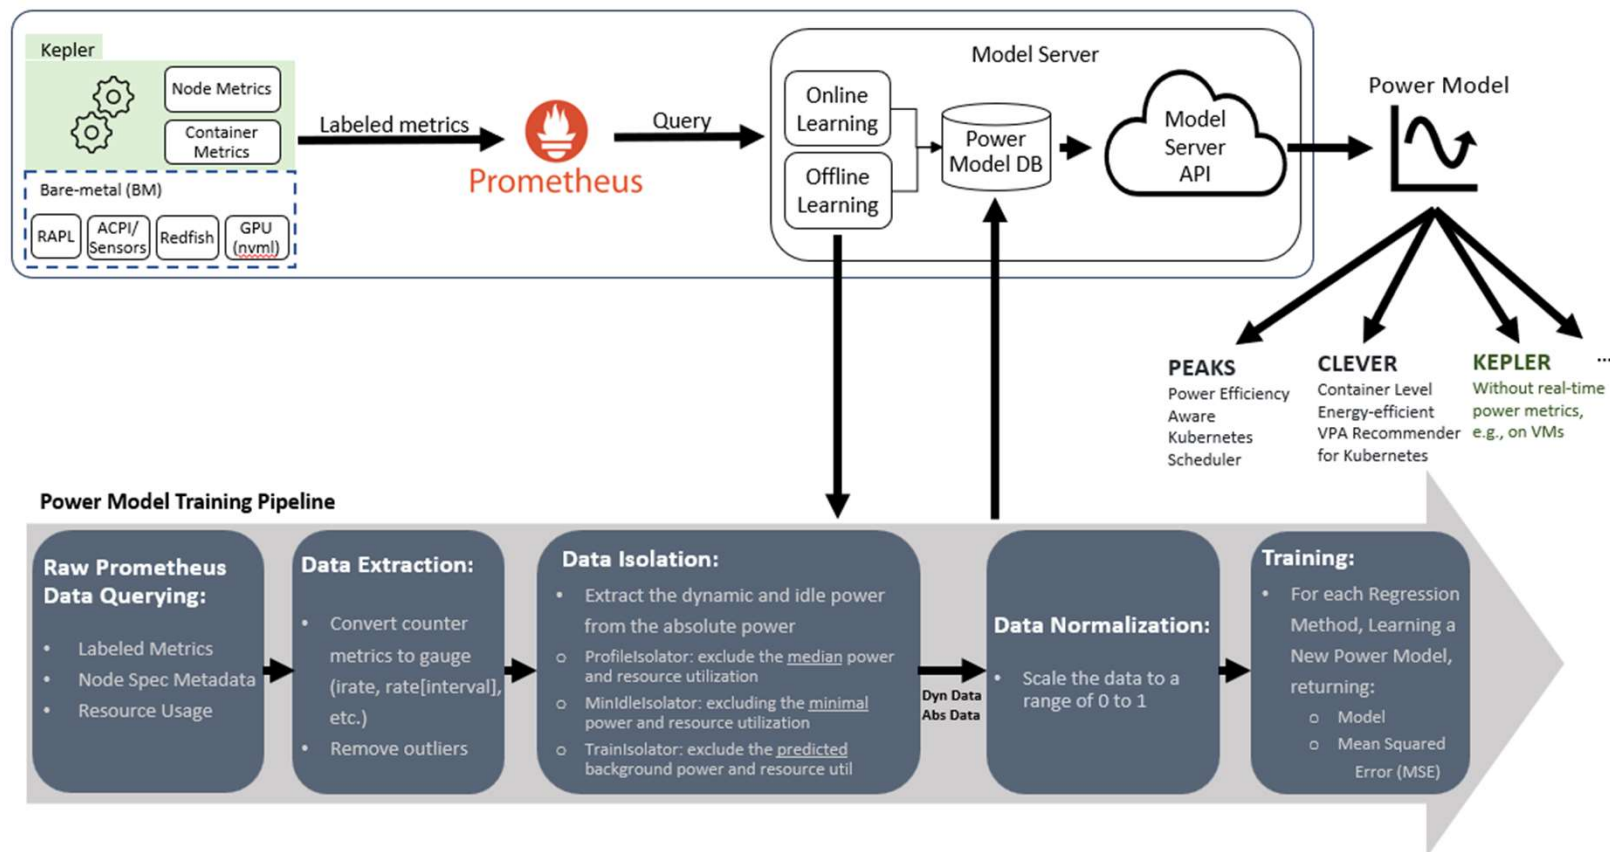 Kepler
Node Metrics
Container
Metrics
Bare-metal (BM)
RAPL
ACPI/
Sensors
Redfish
GPU
(nvml)
Labeled metrics
Prometheus
Query
Model Server
Online
Learning
Offline
Learning
Power
Model DB
Model
Server
API
Power Model
PEAKS
Power Efficiency
Aware
Kubernetes
Scheduler
CLEVER
Container Level
Energy-efficient
VPA Recommender
for Kubernetes
KEPLER
Without real-time
power metrics,
e.g., on VMs
...
Power Model Training Pipeline
Raw Prometheus
Data Querying:
• Labeled Metrics
• Node Spec Metadata
• Resource Usage
Data Extraction:
• Convert counter
metrics to gauge
(irate, rate[interval],
etc.)
• Remove outliers
Data Isolation:
• Extract the dynamic and idle power
from the absolute power
o ProfileIsolator: exclude the median power
and resource utilization
o MinIdleIsolator: excluding the minimal
power and resource utilization
o TrainIsolator: exclude the predicted
background power and resource util
Dyn Data
Abs Data
Data Normalization:
• Scale the data to a
range of 0 to 1
Training:
• For each Regression
Method, Learning a
New Power Model,
returning:
o Model
o Mean Squared
Error (MSE)